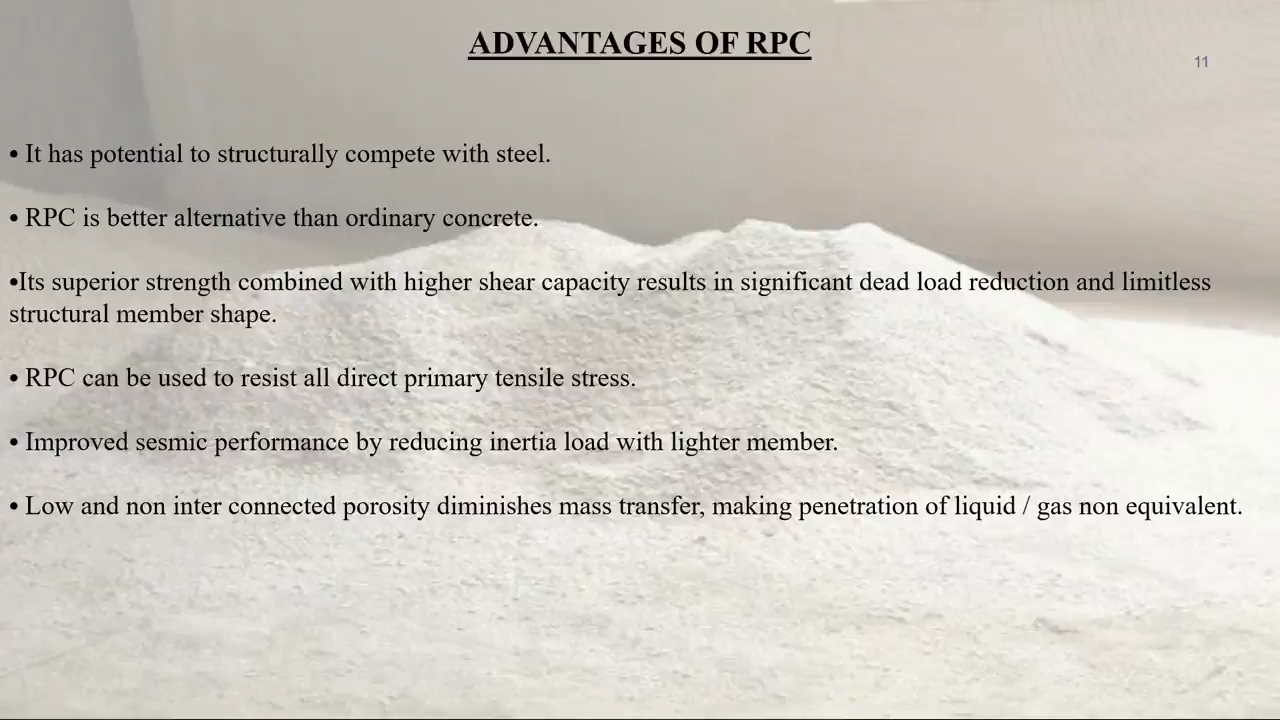 ADVANTAGES OF RPC
11
• It has potential to structurally compete with steel.
• RPC is better alternative than ordinary concrete.
•Its superior strength combined with higher shear capacity results in significant dead load reduction and limitless
structural member shape.
• RPC can be used to resist all direct primary tensile stress.
• Improved sesmic performance by reducing inertia load with lighter member.
• Low and non inter connected porosity diminishes mass transfer, making penetration of liquid / gas non equivalent.